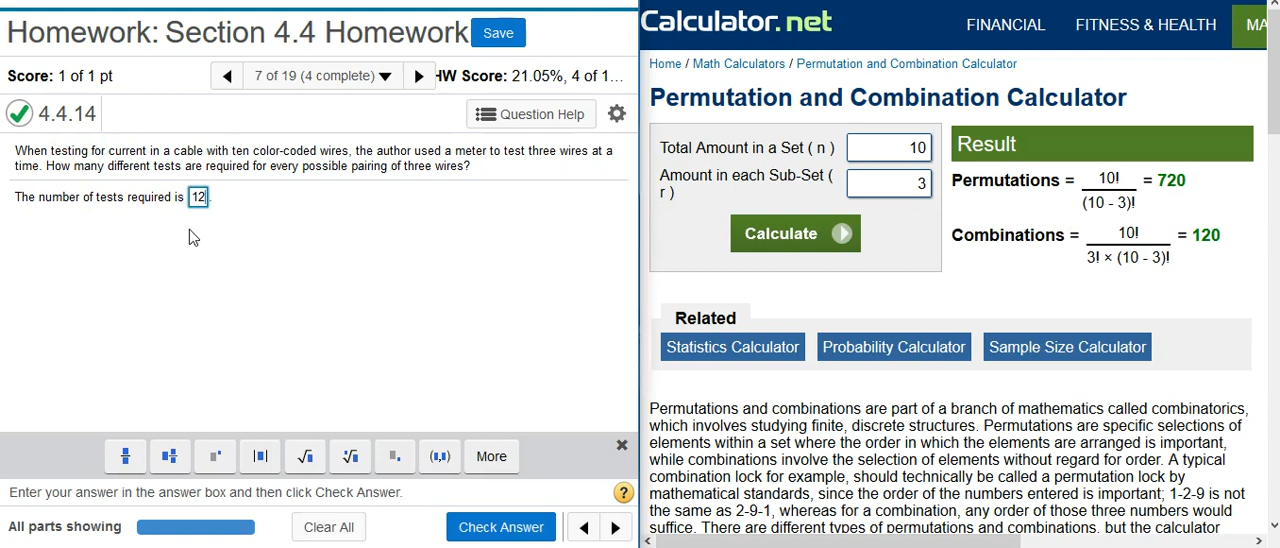 Homework: Section 4.4 Homework
Save
Score: 1 of 1 pt
7 of 19 (4 complete)
HW Score: 21.05%, 4 of 1...
4.4.14
Question Help
When testing for current in a cable with ten color-coded wires, the author used a meter to test three wires at a
time. How many different tests are required for every possible pairing of three wires?
The number of tests required is 12.
More
Enter your answer in the answer box and then click Check Answer.
?
All parts showing
Clear All
Check Answer
Calculator.net
FINANCIAL
FITNESS & HEALTH
MA
Home / Math Calculators / Permutation and Combination Calculator
Permutation and Combination Calculator
Total Amount in a Set ( n )
10
Amount in each Sub-Set (
r )
3
Calculate
Result
Permutations = 10! / (10 - 3)! = 720
Combinations = 10! / 3! × (10 - 3)! = 120
Related
Statistics Calculator
Probability Calculator
Sample Size Calculator
Permutations and combinations are part of a branch of mathematics called combinatorics,
which involves studying finite, discrete structures. Permutations are specific selections of
elements within a set where the order in which the elements are arranged is important,
while combinations involve the selection of elements without regard for order. A typical
combination lock for example, should technically be called a permutation lock by
mathematical standards, since the order of the numbers entered is important; 1-2-9 is not
the same as 2-9-1, whereas for a combination, any order of those three numbers would
suffice. There are different types of permutations and combinations, but the calculator